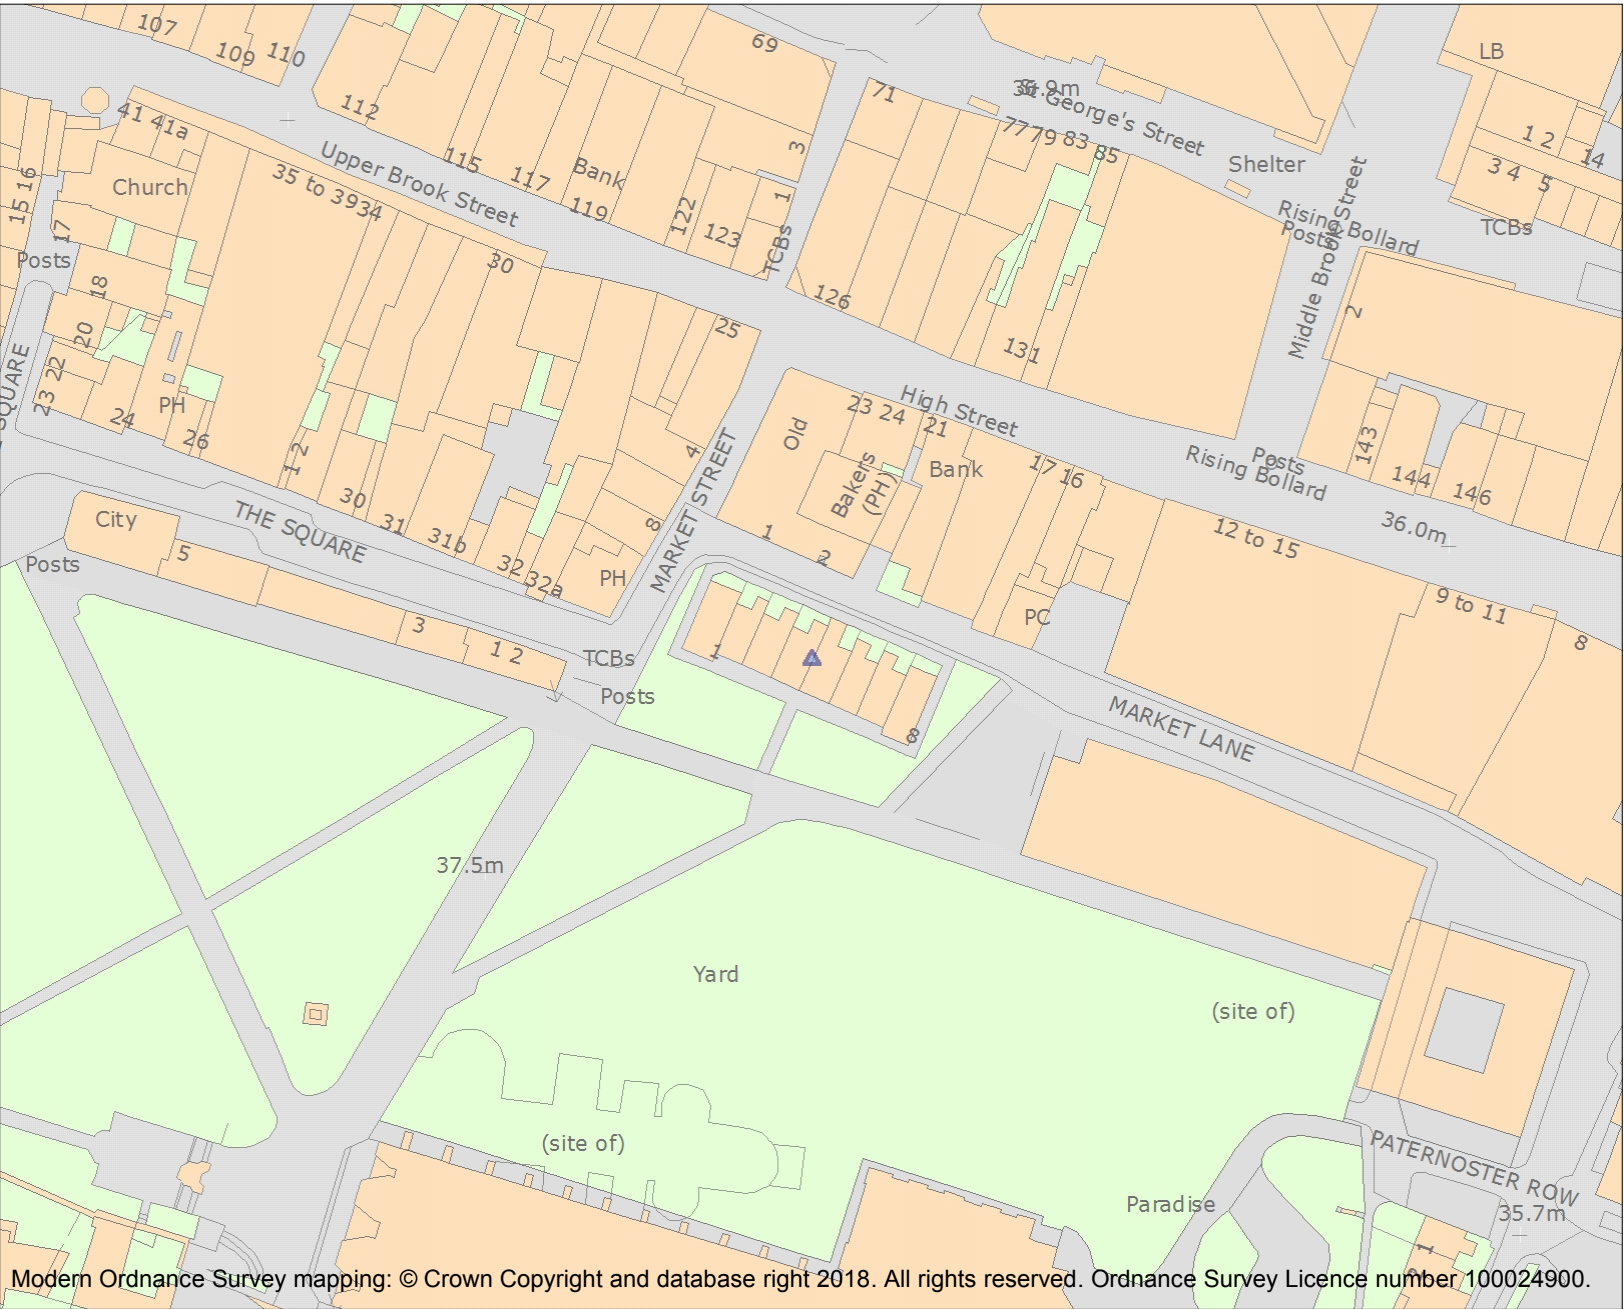 107
109
110
69
LB
112
41 41a
71
36.9m
St George's Street
7779 83 85
1 2
14
Upper Brook Street
115
117
Bank
119
3
Shelter
3 4
5
15 16
Church
35 to 3934
122
123
1
TCBs
Rising Bollard
Posts
Middle Brook Street
TCBs
17
Posts
18
30
126
2
20
25
131
22
23
SQUARE
24
PH
26
High Street
23 24
21
Old
Bakers
(PH)
Bank
17 16
143
144
146
Posts
Rising Bollard
36.0m
4
MARKET STREET
1 2
30
31
31b
32
32a
8
PH
1
2
12 to 15
City
5
THE SQUARE
Posts
PC
9 to 11
8
3
1 2
TCBs
Posts
1
8
MARKET LANE
37.5m
Yard
(site of)
(site of)
Paradise
PATERNOSTER ROW
35.7m
1
Modern Ordnance Survey mapping: © Crown Copyright and database right 2018. All rights reserved. Ordnance Survey Licence number 100024900.